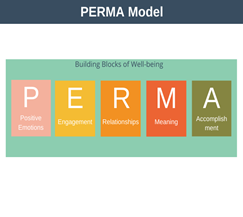 PERMA Model
Building Blocks of Well-being
P E R M A
Positive
Emotions
Engagement
Relationships
Meaning
Accomplish
ment